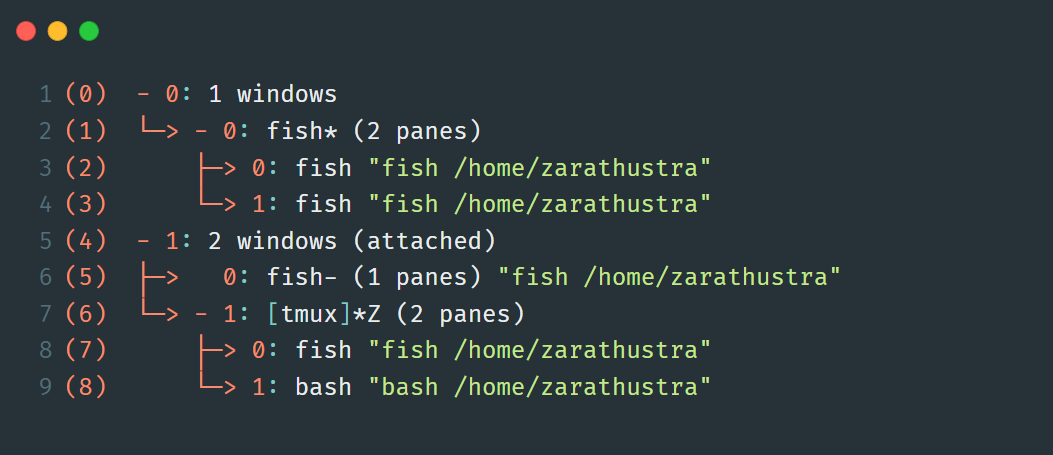 1 (0)  - 0: 1 windows
2 (1)  └─> - 0: fish* (2 panes)
3 (2)      ├─> 0: fish "fish /home/zarathustra"
4 (3)      └─> 1: fish "fish /home/zarathustra"
5 (4)  - 1: 2 windows (attached)
6 (5)  ├─>   0: fish- (1 panes) "fish /home/zarathustra"
7 (6)  └─> - 1: [tmux]*Z (2 panes)
8 (7)      ├─> 0: fish "fish /home/zarathustra"
9 (8)      └─> 1: bash "bash /home/zarathustra"